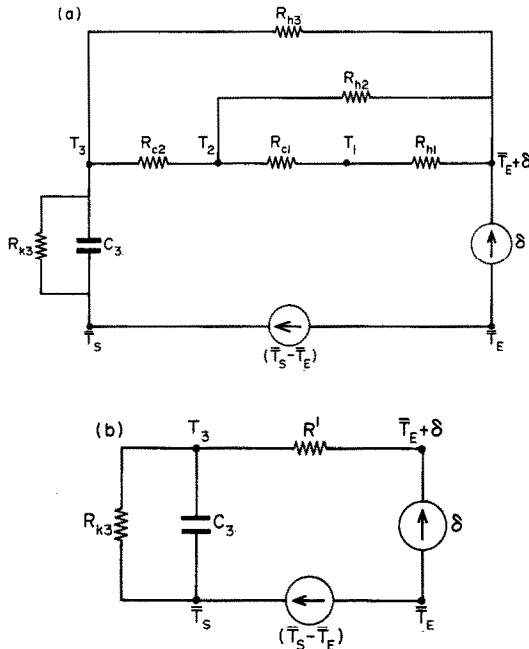 (a)
R_h3
R_h2
T_3 R_c2 T_2 R_c1 T_1 R_h1 T̿_E+δ
R_k3 C_3. δ
T̿_S T̿_E
(T̿_S-T̿_E)
(b)
T_3 R' T̿_E+δ
R_k3 C_3. δ
T̿_S T̿_E
(T̿_S-T̿_E)